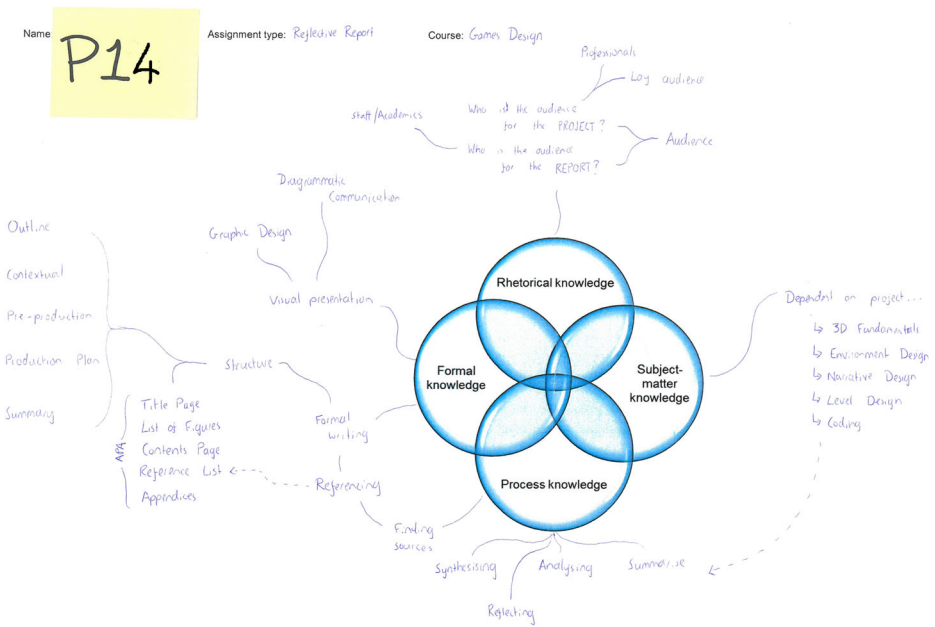 Name
P14
Assignment type: Reflective Report
Course: Games Design
Professionals
Lay audience
Staff/Academics
Who is the audience
for the PROJECT?
Who is the audience
for the REPORT?
Audience
Diagrammatic
Communication
Graphic Design
Visual presentation
Outline
Contextual
Pre-production
Production Plan
Summary
Structure
APA
Title Page
List of Figures
Contents Page
Reference List
Appendices
Formal
writing
Referencing
Finding
sources
Rhetorical knowledge
Formal
knowledge
Subject-
matter
knowledge
Process knowledge
Dependent on project...
↳ 3D Fundamentals
↳ Environment Design
↳ Narrative Design
↳ Level Design
↳ Coding
Synthesising
Analysing
Summarise
Reflecting